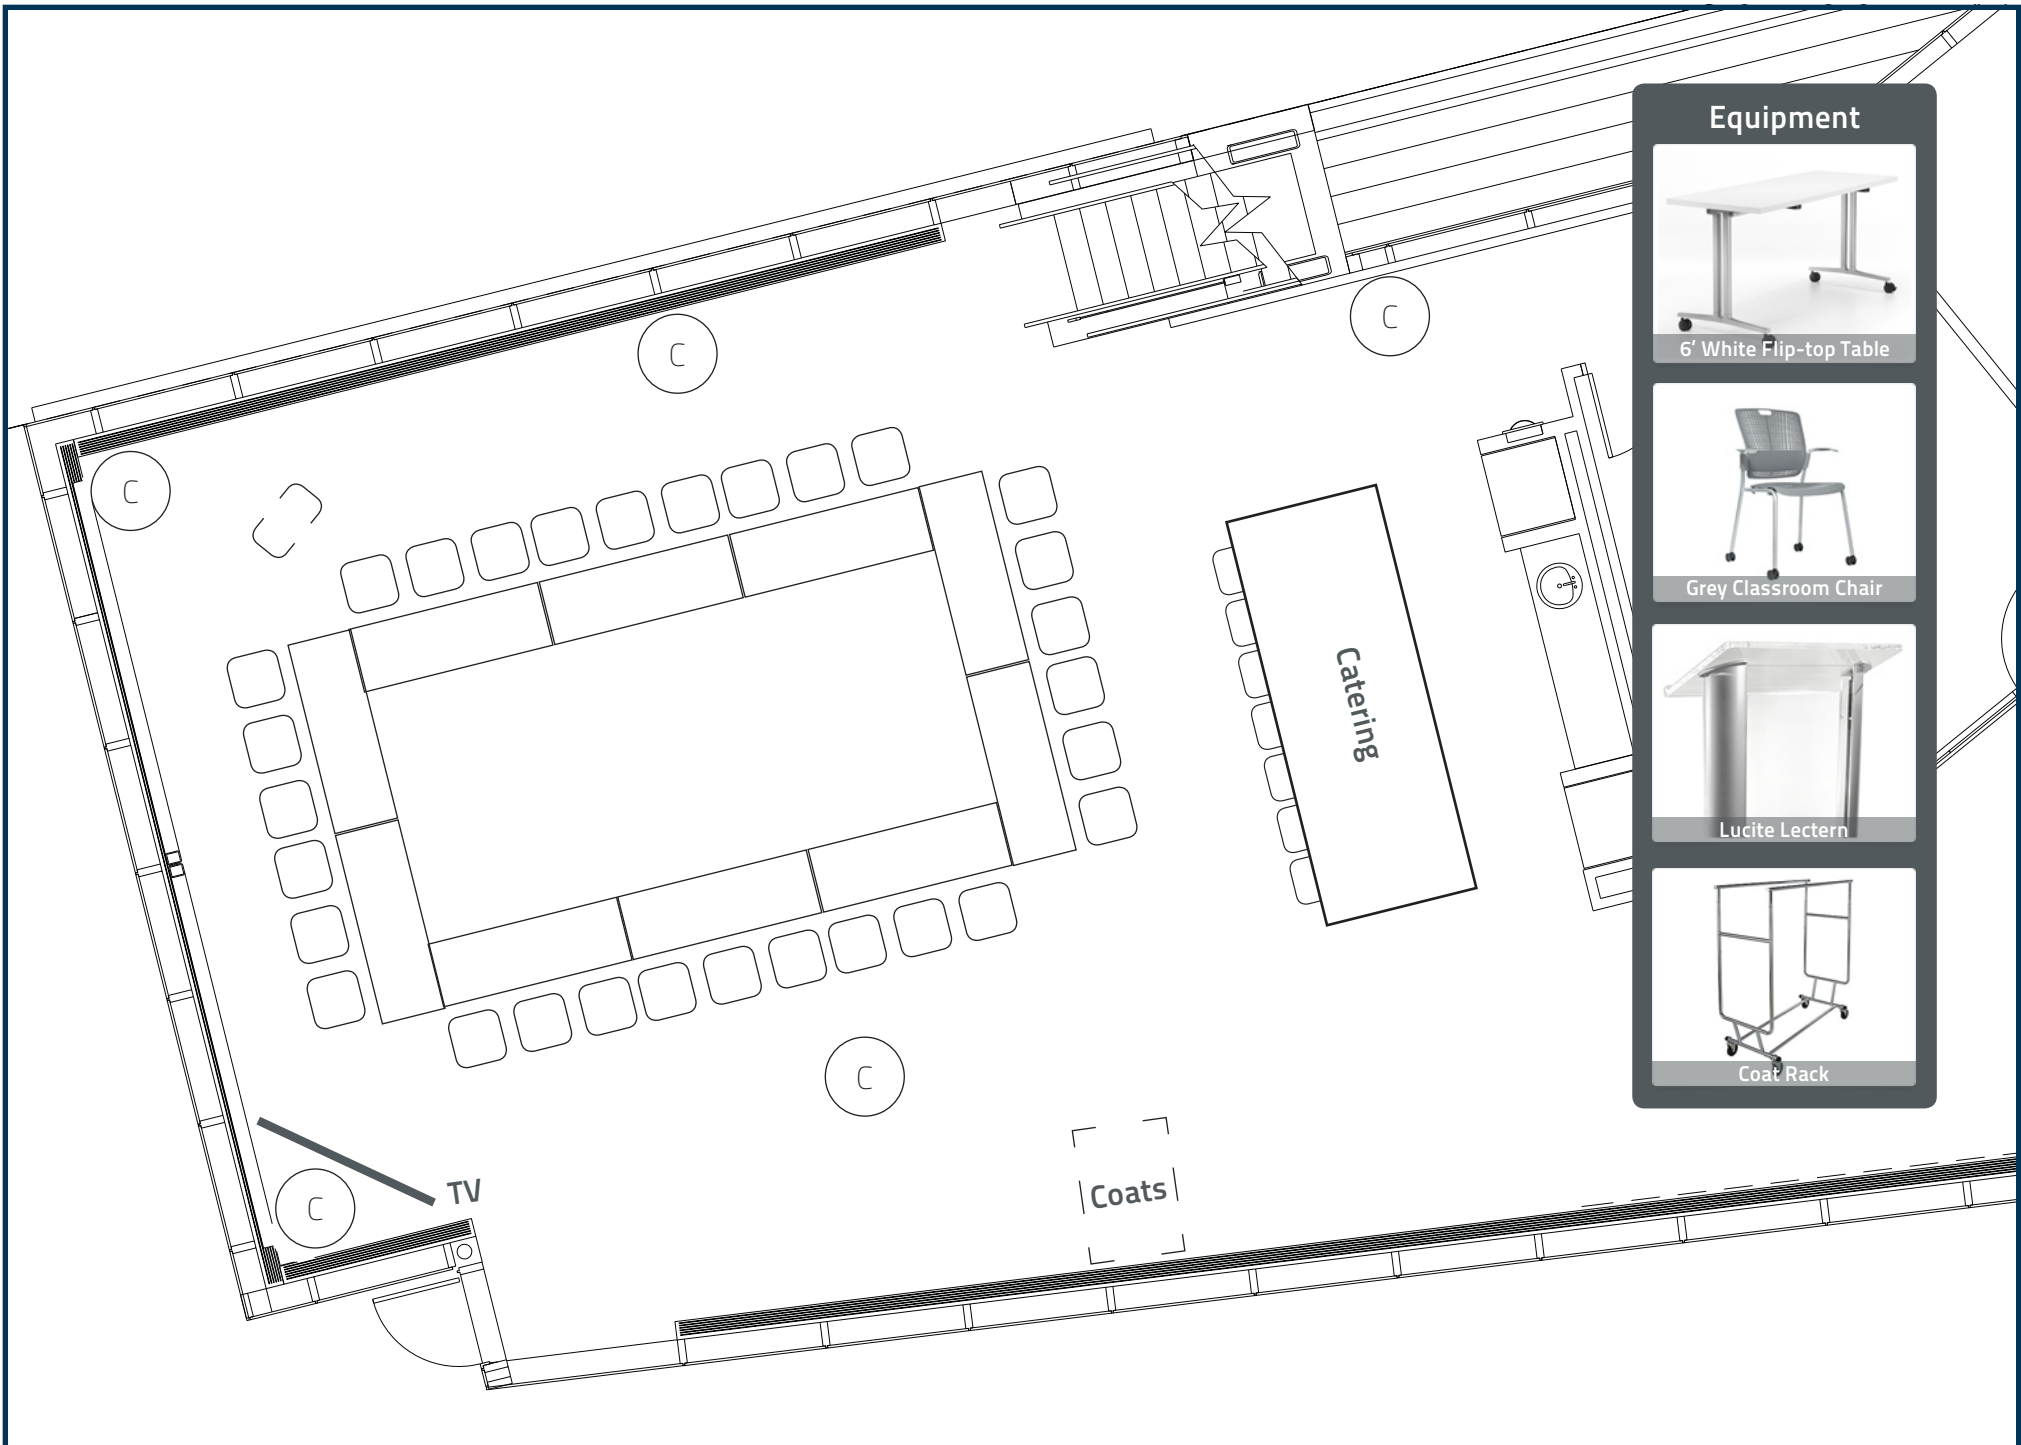 Equipment
6' White Flip-top Table
Grey Classroom Chair
Lucite Lectern
Coat Rack
C
C
C
Catering
C
C
TV
Coats